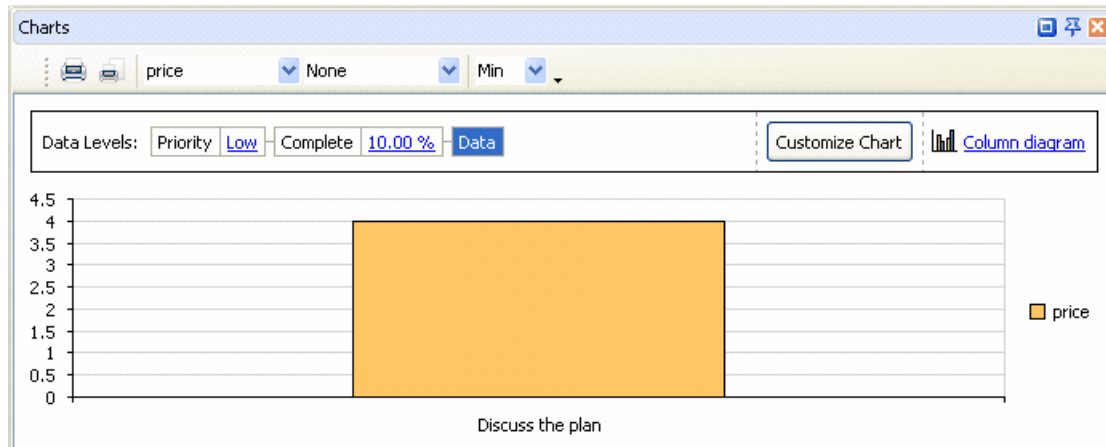 Charts
price None Min
Data Levels: Priority Low Complete 10.00 % Data Customize Chart Column diagram
4.5
4
3.5
3
2.5
2
1.5
1
0.5
0
price
Discuss the plan